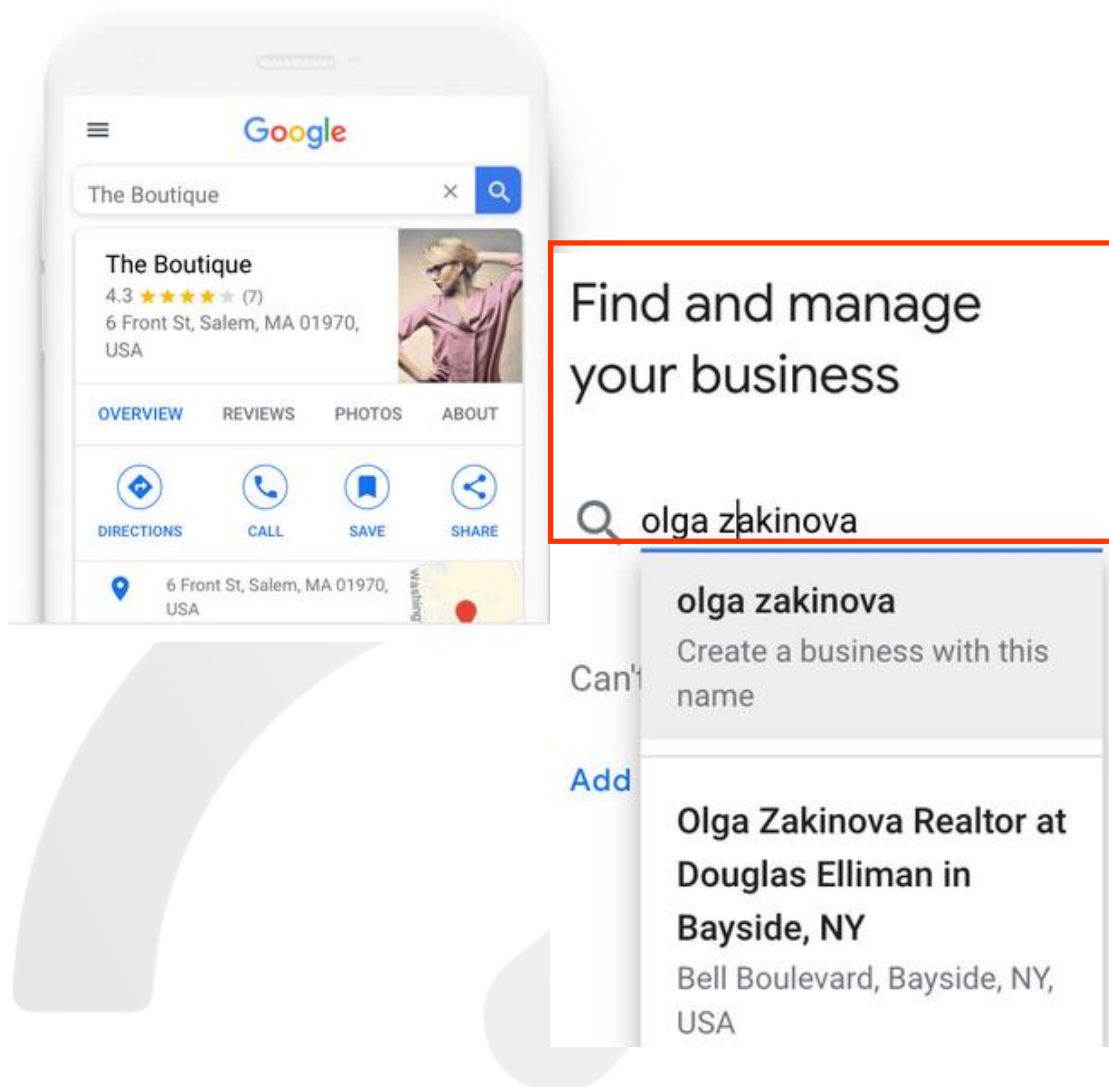 Google
The Boutique
The Boutique
4.3 (7)
6 Front St, Salem, MA 01970,
USA
OVERVIEW REVIEWS PHOTOS ABOUT
DIRECTIONS CALL SAVE SHARE
6 Front St, Salem, MA 01970,
USA
Washing
Find and manage
your business
olga zakinova
olga zakinova
Create a business with this
name
Can't
Add
Olga Zakinova Realtor at
Douglas Elliman in
Bayside, NY
Bell Boulevard, Bayside, NY,
USA